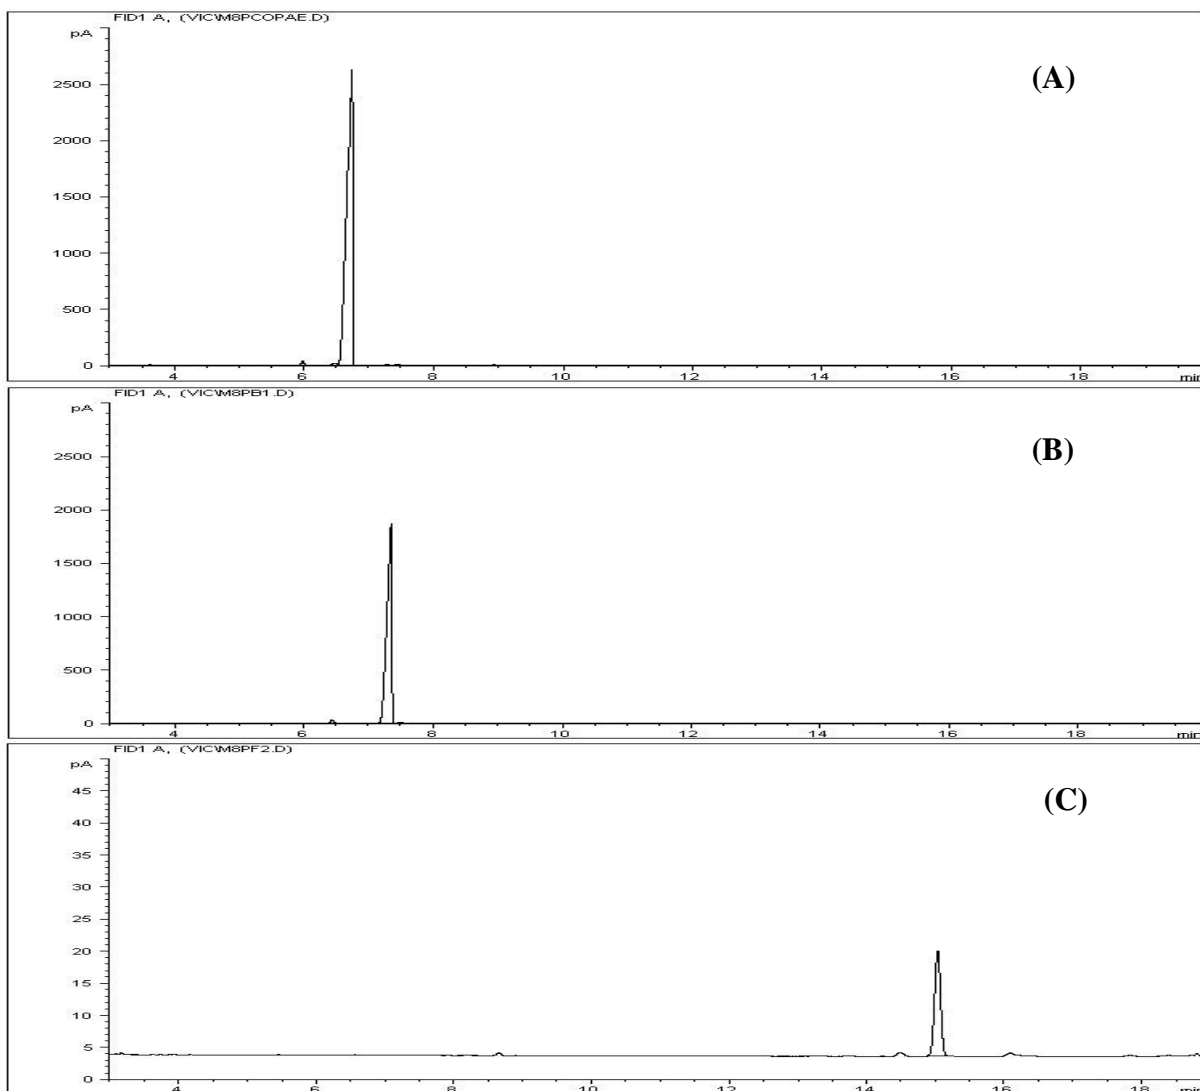 FID1 A, (VIC\M8PCOPAE.D)
pA
(A)
2500
2000
1500
1000
500
0
4 6 8 10 12 14 16 18 min
FID1 A, (VIC\M8PB1.D)
pA
(B)
2500
2000
1500
1000
500
0
4 6 8 10 12 14 16 18 min
FID1 A, (VIC\M8PF2.D)
pA
45
(C)
40
35
30
25
20
15
10
5
0
4 6 8 10 12 14 16 18 min